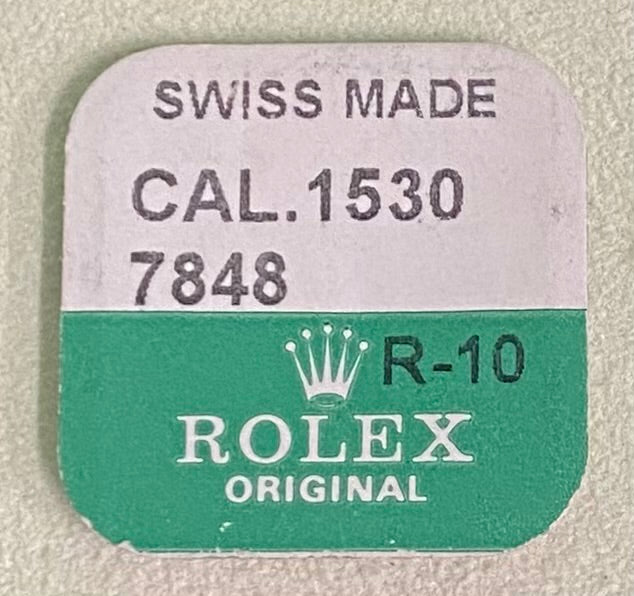 SWISS MADE
CAL.1530
7848
R-10
ROLEX
ORIGINAL